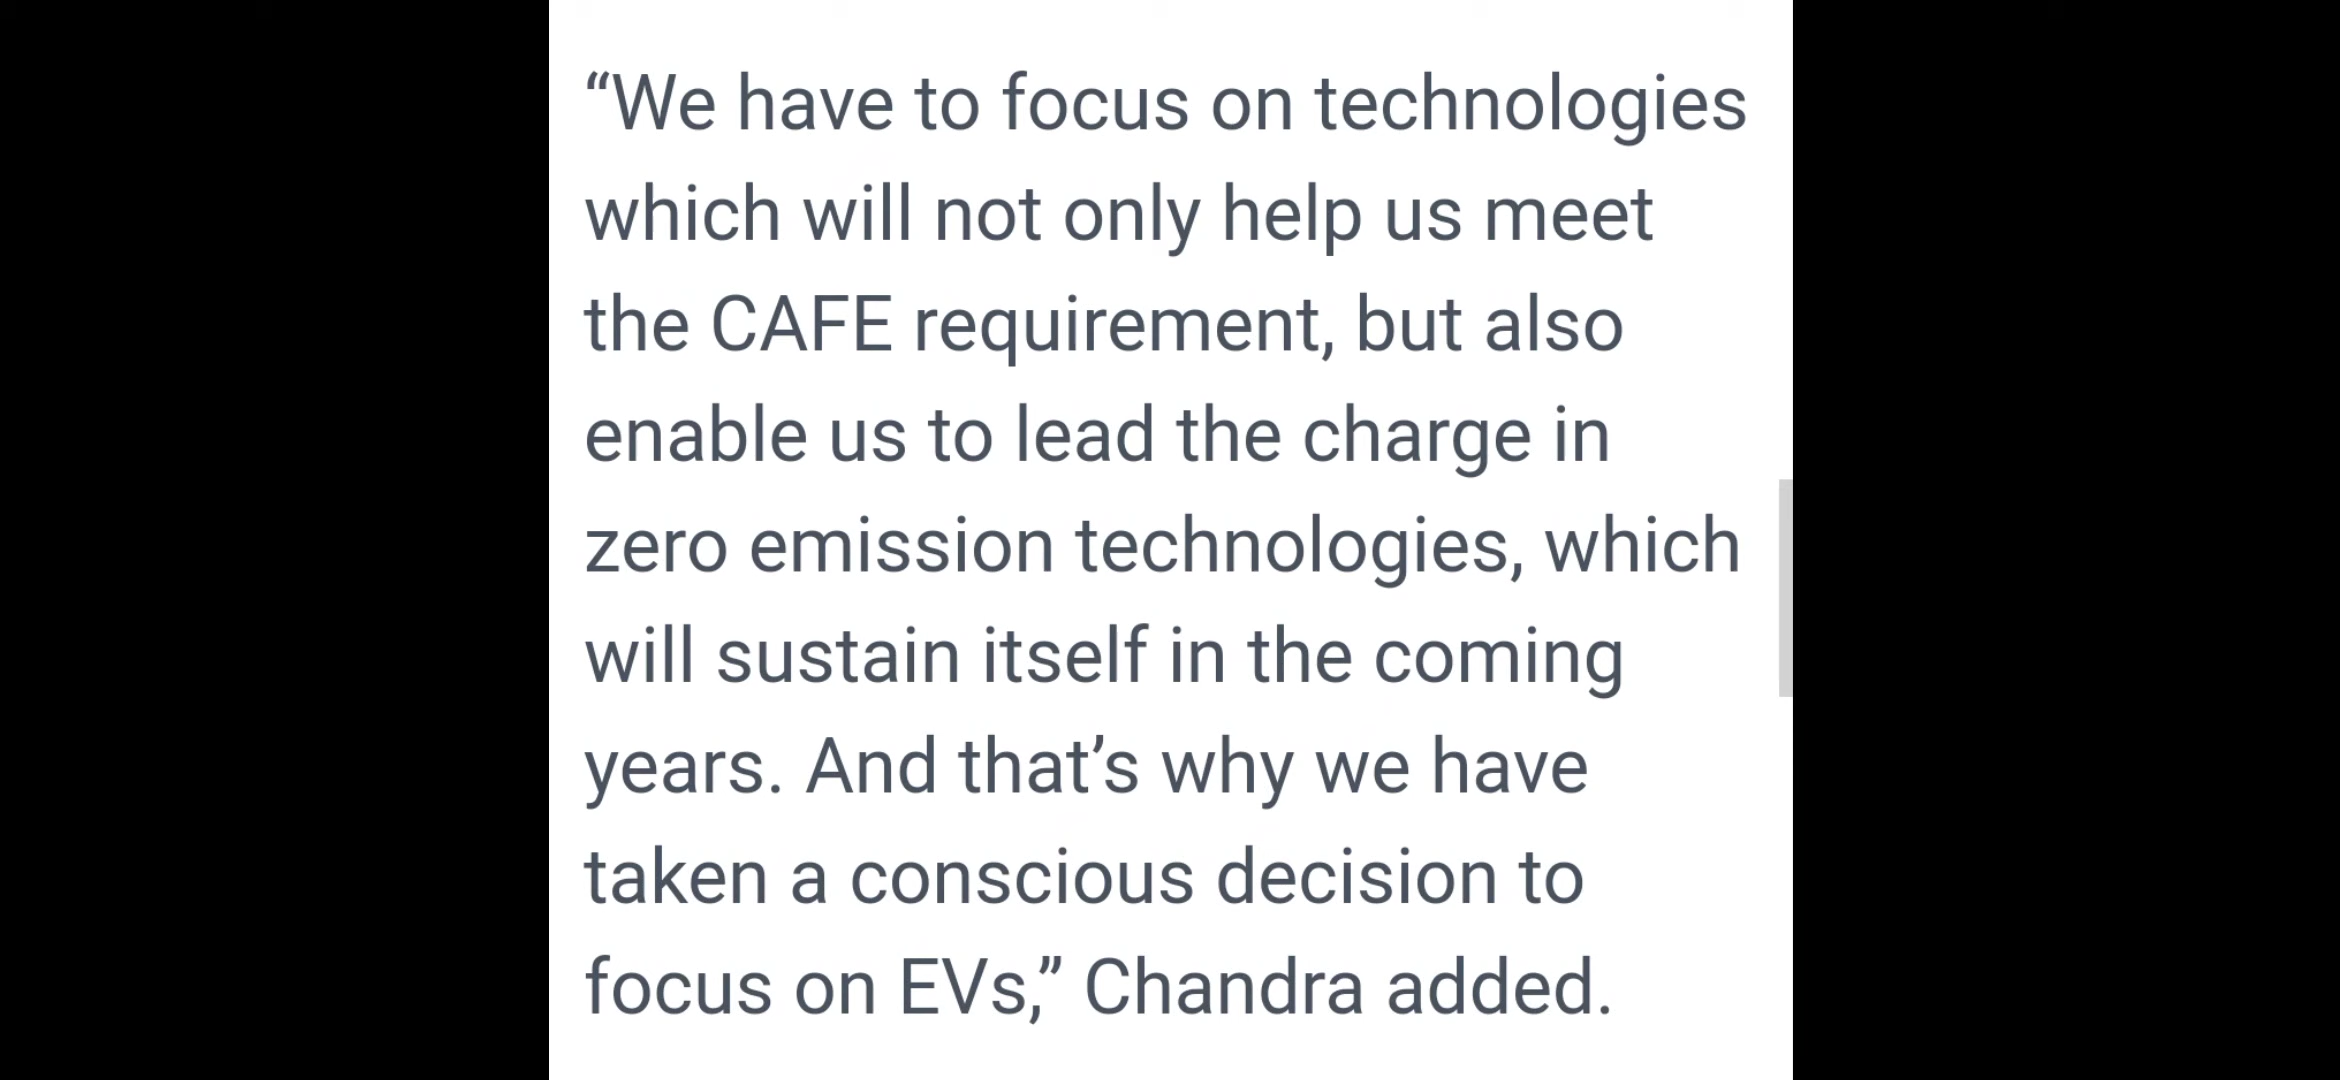 “We have to focus on technologies
which will not only help us meet
the CAFE requirement, but also
enable us to lead the charge in
zero emission technologies, which
will sustain itself in the coming
years. And that’s why we have
taken a conscious decision to
focus on EVs,” Chandra added.